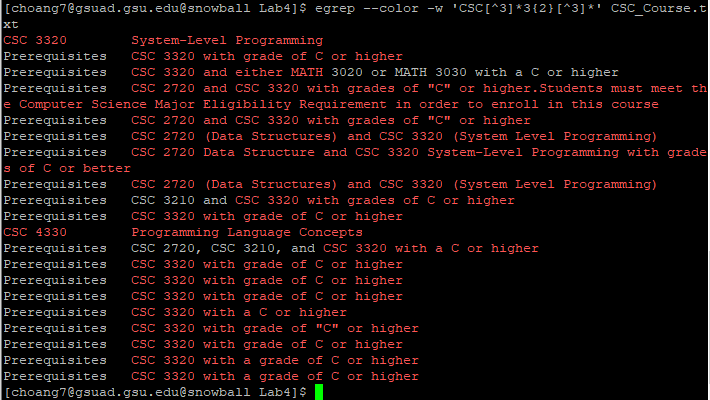 [choang7@gsuad.gsu.edu@snowball Lab4]$ egrep --color -w 'CSC[^3]*3{2}[^3]*' CSC_Course.t
xt
CSC 3320         System-Level Programming
Prerequisites   CSC 3320 with grade of C or higher
Prerequisites   CSC 3320 and either MATH 3020 or MATH 3030 with a C or higher
Prerequisites   CSC 2720 and CSC 3320 with grades of "C" or higher.Students must meet th
e Computer Science Major Eligibility Requirement in order to enroll in this course
Prerequisites   CSC 2720 and CSC 3320 with grades of "C" or higher
Prerequisites   CSC 2720 (Data Structures) and CSC 3320 (System Level Programming)
Prerequisites   CSC 2720 Data Structure and CSC 3320 System-Level Programming with grade
s of C or better
Prerequisites   CSC 2720 (Data Structures) and CSC 3320 (System Level Programming)
Prerequisites   CSC 3210 and CSC 3320 with grades of C or higher
Prerequisites   CSC 3320 with grade of C or higher
CSC 4330         Programming Language Concepts
Prerequisites   CSC 2720, CSC 3210, and CSC 3320 with a C or higher
Prerequisites   CSC 3320 with grade of C or higher
Prerequisites   CSC 3320 with grade of C or higher
Prerequisites   CSC 3320 with grade of C or higher
Prerequisites   CSC 3320 with a C or higher
Prerequisites   CSC 3320 with grade of "C" or higher
Prerequisites   CSC 3320 with grade of C or higher
Prerequisites   CSC 3320 with a grade of C or higher
Prerequisites   CSC 3320 with a grade of C or higher
[choang7@gsuad.gsu.edu@snowball Lab4]$